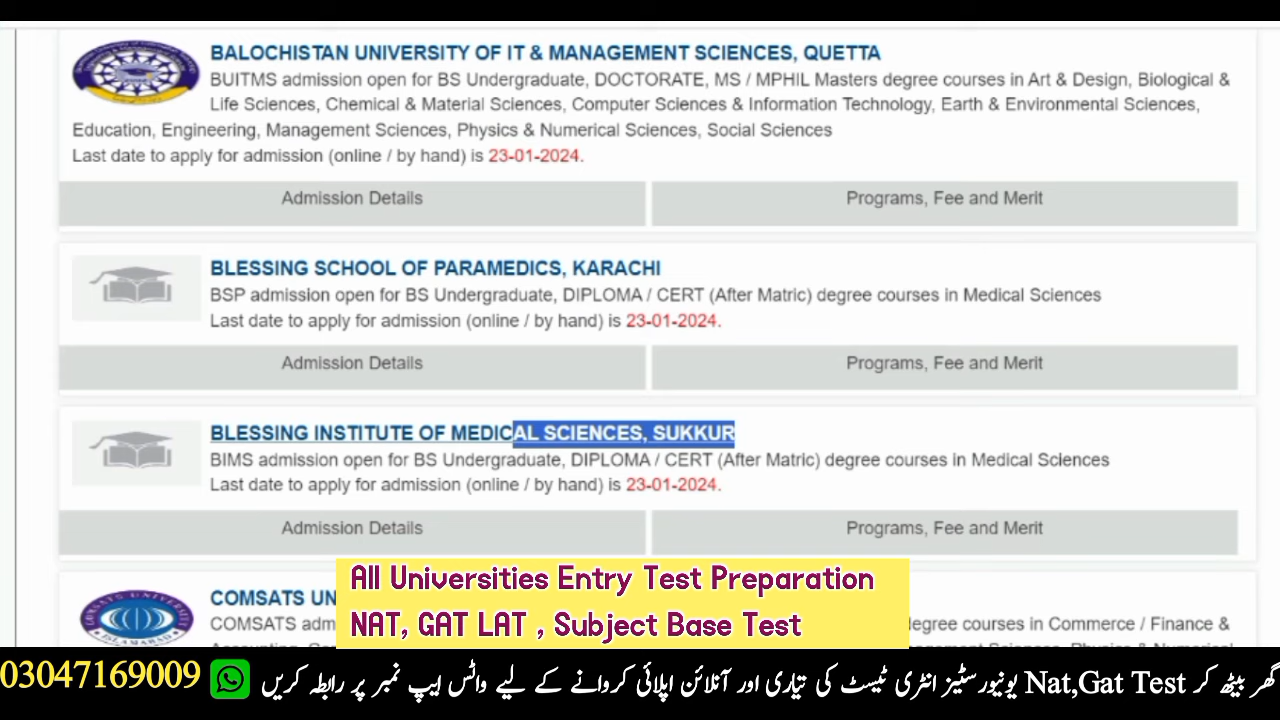 BALOCHISTAN UNIVERSITY OF IT & MANAGEMENT SCIENCES, QUETTA
BUITMS admission open for BS Undergraduate, DOCTORATE, MS / MPHIL Masters degree courses in Art & Design, Biological &
Life Sciences, Chemical & Material Sciences, Computer Sciences & Information Technology, Earth & Environmental Sciences,
Education, Engineering, Management Sciences, Physics & Numerical Sciences, Social Sciences
Last date to apply for admission (online / by hand) is 23-01-2024.
Admission Details Programs, Fee and Merit
BLESSING SCHOOL OF PARAMEDICS, KARACHI
BSP admission open for BS Undergraduate, DIPLOMA / CERT (After Matric) degree courses in Medical Sciences
Last date to apply for admission (online / by hand) is 23-01-2024.
Admission Details Programs, Fee and Merit
BLESSING INSTITUTE OF MEDICAL SCIENCES, SUKKUR
BIMS admission open for BS Undergraduate, DIPLOMA / CERT (After Matric) degree courses in Medical Sciences
Last date to apply for admission (online / by hand) is 23-01-2024.
Admission Details Programs, Fee and Merit
COMSATS UNIVERSITY
ISLAMABAD
COMSATS UN
COMSATS adm egree courses in Commerce / Finance &
All Universities Entry Test Preparation
NAT, GAT LAT , Subject Base Test
گھر بیٹھ کر Nat,Gat Test یونیورسٹیز انٹری ٹیسٹ کی تیاری اور آنلائن اپلائی کروانے کے لیے واٹس ایپ نمبر پر رابطہ کریں 03047169009